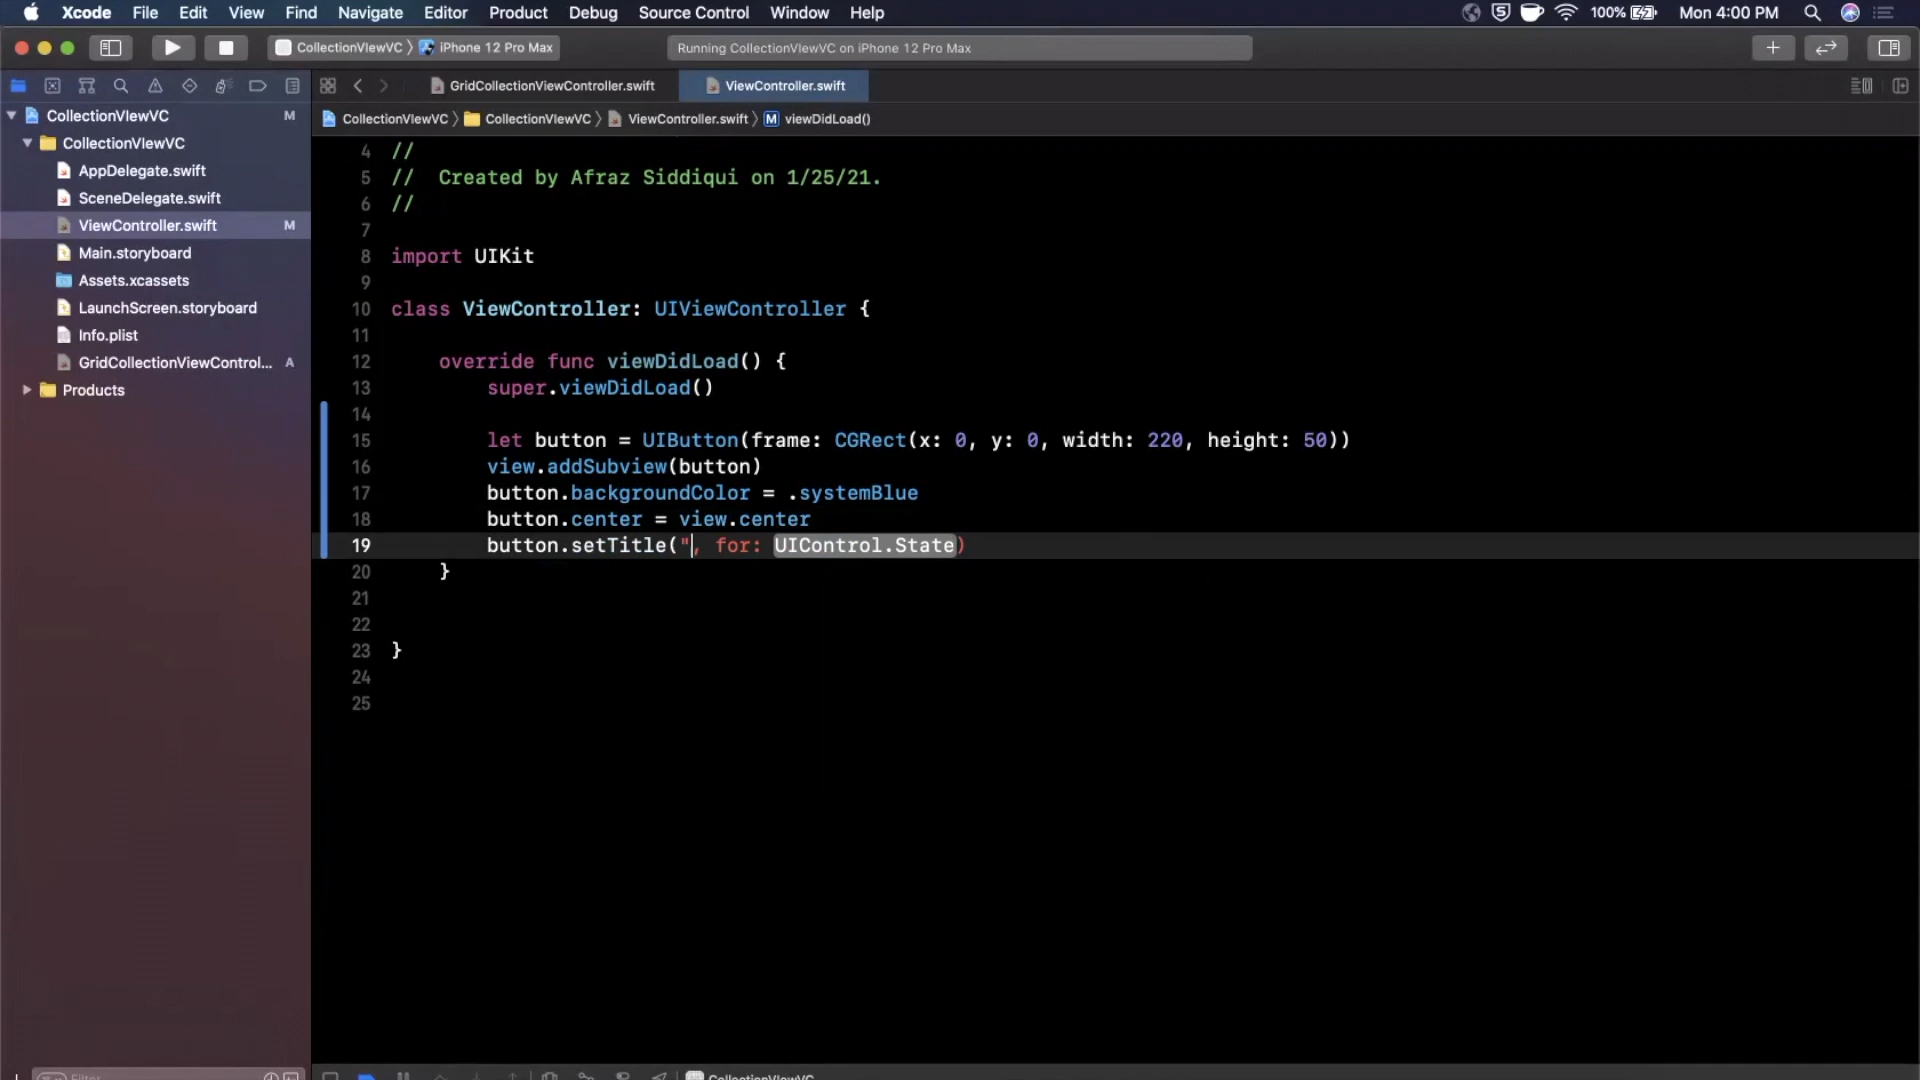 Xcode File Edit View Find Navigate Editor Product Debug Source Control Window Help 100% Mon 4:00 PM
CollectionVIewVC iPhone 12 Pro Max Running CollectionVIewVC on iPhone 12 Pro Max
GridCollectionViewController.swift ViewController.swift
CollectionVIewVC M
CollectionVIewVC
AppDelegate.swift
SceneDelegate.swift
ViewController.swift M
Main.storyboard
Assets.xcassets
LaunchScreen.storyboard
Info.plist
GridCollectionViewControl... A
Products
Filter
CollectionVIewVC CollectionVIewVC ViewController.swift M viewDidLoad()
4 //
5 // Created by Afraz Siddiqui on 1/25/21.
6 //
7
8 import UIKit
9
10 class ViewController: UIViewController {
11
12 override func viewDidLoad() {
13 super.viewDidLoad()
14
15 let button = UIButton(frame: CGRect(x: 0, y: 0, width: 220, height: 50))
16 view.addSubview(button)
17 button.backgroundColor = .systemBlue
18 button.center = view.center
19 button.setTitle(", for: UIControl.State)
20 }
21
22
23 }
24
25
CollectionVIewVC